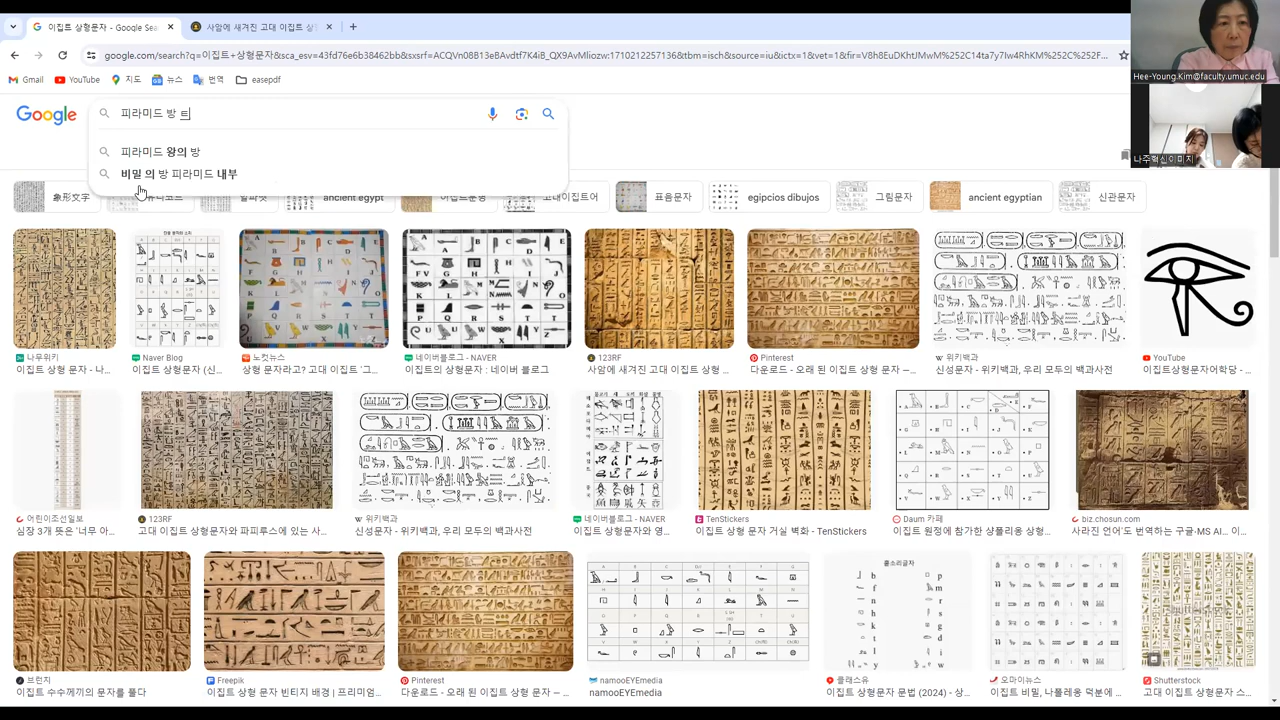 이집트 상형문자 - Google Sea
사암에 새겨진 고대 이집트 상형
google.com/search?q=이집트+상형문자&sca_esv=43fd76e6b38462bb&sxsrf=ACQVn08B13eBAvdtf7K4iB_QX9AvMliozw:1710212257136&tbm=isch&source=iu&ictx=1&vet=1&fir=V8h8EuDKhtJMwM%252C14ta7y7Iw4RhKM%252C%252F...
Gmail
YouTube
지도
뉴스
번역
easepdf
Hee-Young.Kim@faculty.umuc.edu
나주혁신이미지
Google
피라미드 방 트
피라미드 왕의 방
비밀 의 방 피라미드 내부
象形文字
ancient egypt
고대이집트어
표음문자
egipcios dibujos
그림문자
ancient egyptian
신관문자
나무위키
이집트 상형 문자 - 나...
Naver Blog
이집트 상형문자 (신...
노컷뉴스
상형 문자라고? 고대 이집트 '그...
네이버블로그 - NAVER
이집트의 상형문자 : 네이버 블로그
123RF
사암에 새겨진 고대 이집트 상형 ...
Pinterest
다운로드 - 오래 된 이집트 상형 문자 — ...
위키백과
신성문자 - 위키백과, 우리 모두의 백과사전
YouTube
이집트상형문자어학당 - ...
어린이조선일보
심장 3개 뜻은 '너무 아...
123RF
고대 이집트 상형문자와 파피루스에 있는 사...
위키백과
신성문자 - 위키백과, 우리 모두의 백과사전
네이버블로그 - NAVER
이집트 상형문자와 영...
TenStickers
이집트 상형 문자 거실 벽화 - TenStickers
Daum 카페
이집트 원정에 참가한 샹폴리옹 상형...
biz.chosun.com
사라진 언어'도 번역하는 구글·MS AI... 이...
브런치
이집트 수수께끼의 문자를 풀다
Freepik
이집트 상형 문자 빈티지 배경 | 프리미엄...
Pinterest
다운로드 - 오래 된 이집트 상형 문자 — ...
namooEYEmedia
namooEYEmedia
홀소리글자
클래스유
이집트 상형문자 문법 (2024) - 상...
오마이뉴스
이집트 비밀, 나폴레옹 덕분에 ...
Shutterstock
고대 이집트 상형문자 스...